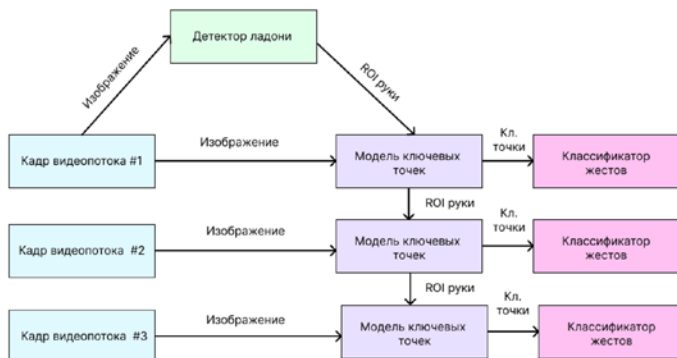 Детектор ладони
Изображение
ROI руки
Кадр видеопотока #1
Изображение
Модель ключевых
точек
Кл.
точки
Классификатор
жестов
ROI руки
Кадр видеопотока #2
Изображение
Модель ключевых
точек
Кл.
точки
Классификатор
жестов
ROI руки
Кадр видеопотока #3
Изображение
Модель ключевых
точек
Кл.
точки
Классификатор
жестов